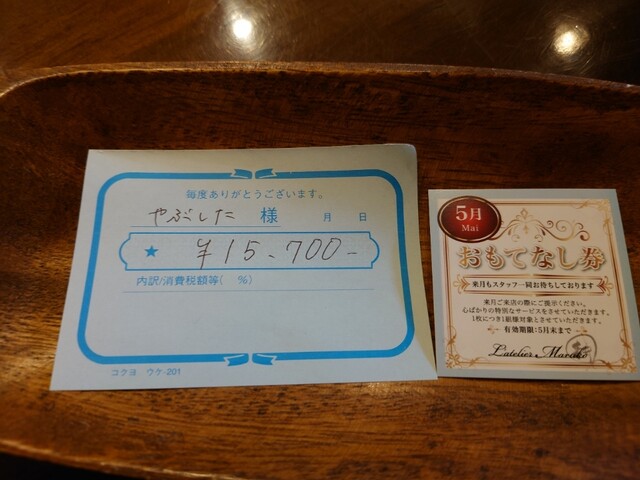 毎度ありがとうございます。
やぶした 様 月 日
★ ¥15,700-
内訳/消費税額等( %)
コクヨ ウケ-201
5月
Mai
おもてなし券
来月もスタッフ一同お待ちしております
来月ご来店の際にご提示ください。
心ばかりの特別なサービスをさせていただきます。
1枚につき1組様対象とさせていただきます。
有効期限:5月末まで
L'atelier